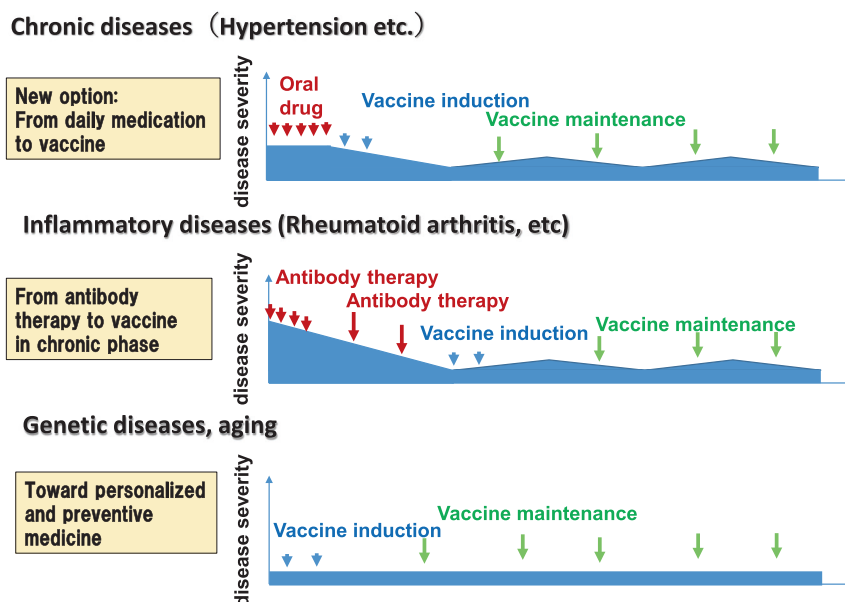 Chronic diseases（Hypertension etc.）
New option:
From daily medication
to vaccine
disease severity
Oral
drug
Vaccine induction
Vaccine maintenance
Inflammatory diseases (Rheumatoid arthritis, etc)
From antibody
therapy to vaccine
in chronic phase
disease severity
Antibody therapy
Antibody therapy
Vaccine induction
Vaccine maintenance
Genetic diseases, aging
Toward personalized
and preventive
medicine
disease severity
Vaccine induction
Vaccine maintenance